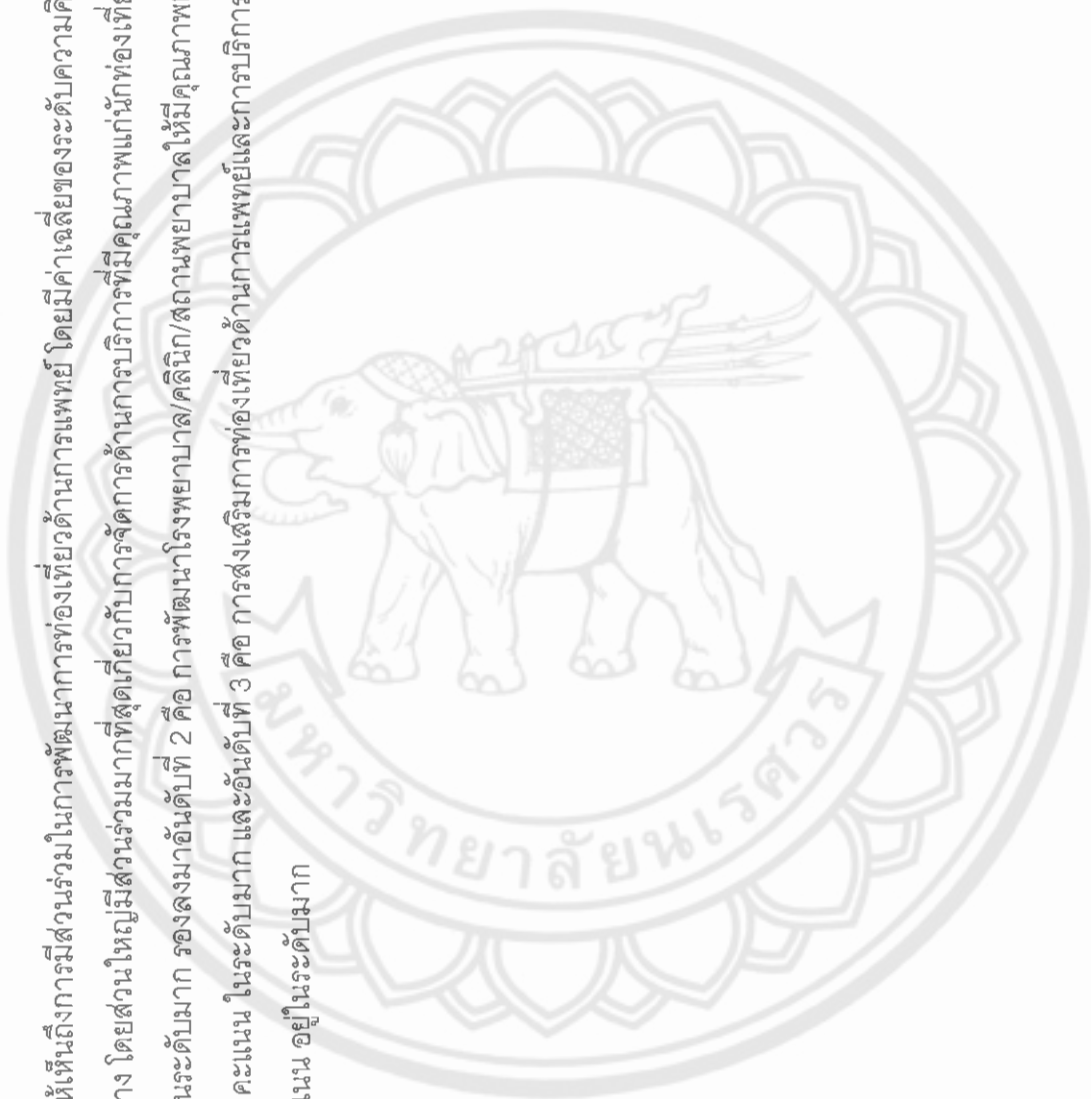 ห้เห็นถึงการมีส่วนร่วมในการพัฒนาการท่องเที่ยวด้านการแพทย์ โดยมีค่าเฉลี่ยของระดับความคิ
าง โดยส่วนใหญ่มีส่วนร่วมมากที่สุดเกี่ยวกับการจัดการด้านการบริการที่มีคุณภาพแก่นักท่องเที่ย
นระดับมาก รองลงมาอันดับที่ 2 คือ การพัฒนาโรงพยาบาล/คลินิก/สถานพยาบาลให้มีคุณภาพ
คะแนน ในระดับมาก และอันดับที่ 3 คือ การส่งเสริมการท่องเที่ยวด้านการแพทย์และการบริการ
แนน อยู่ในระดับมาก
มหาวิทยาลัยนเรศวร